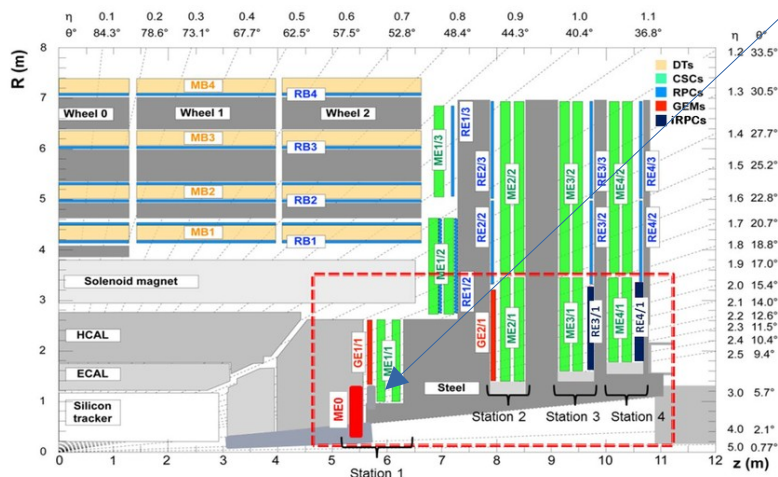 η 0.1 0.2 0.3 0.4 0.5 0.6 0.7 0.8 0.9 1.0 1.1 η θ°
θ° 84.3° 78.6° 73.1° 67.7° 62.5° 57.5° 52.8° 48.4° 44.3° 40.4° 36.8°
R (m)
8
7
6
5
4
3
2
1
0
1.2 33.5°
1.3 30.5°
1.4 27.7°
1.5 25.2°
1.6 22.8°
1.7 20.7°
1.8 18.8°
1.9 17.0°
2.0 15.4°
2.1 14.0°
2.2 12.6°
2.3 11.5°
2.4 10.4°
2.5 9.4°
3.0 5.7°
4.0 2.1°
5.0 0.77°
DTs
CSCs
RPCs
GEMs
iRPCs
MB4
RB4
Wheel 0
Wheel 1
Wheel 2
MB3
RB3
MB2
RB2
MB1
RB1
Solenoid magnet
HCAL
ECAL
Silicon
tracker
ME1/3
RE1/3
ME1/2
RE1/2
RE2/3
RE2/2
ME2/2
ME3/2
RE3/3
RE3/2
ME4/2
RE4/3
RE4/2
GE1/1
ME1/1
ME0
GE2/1
ME2/1
ME3/1
RE3/1
ME4/1
RE4/1
Steel
Station 2
Station 3
Station 4
Station 1
0 1 2 3 4 5 6 7 8 9 10 11 12
z (m)